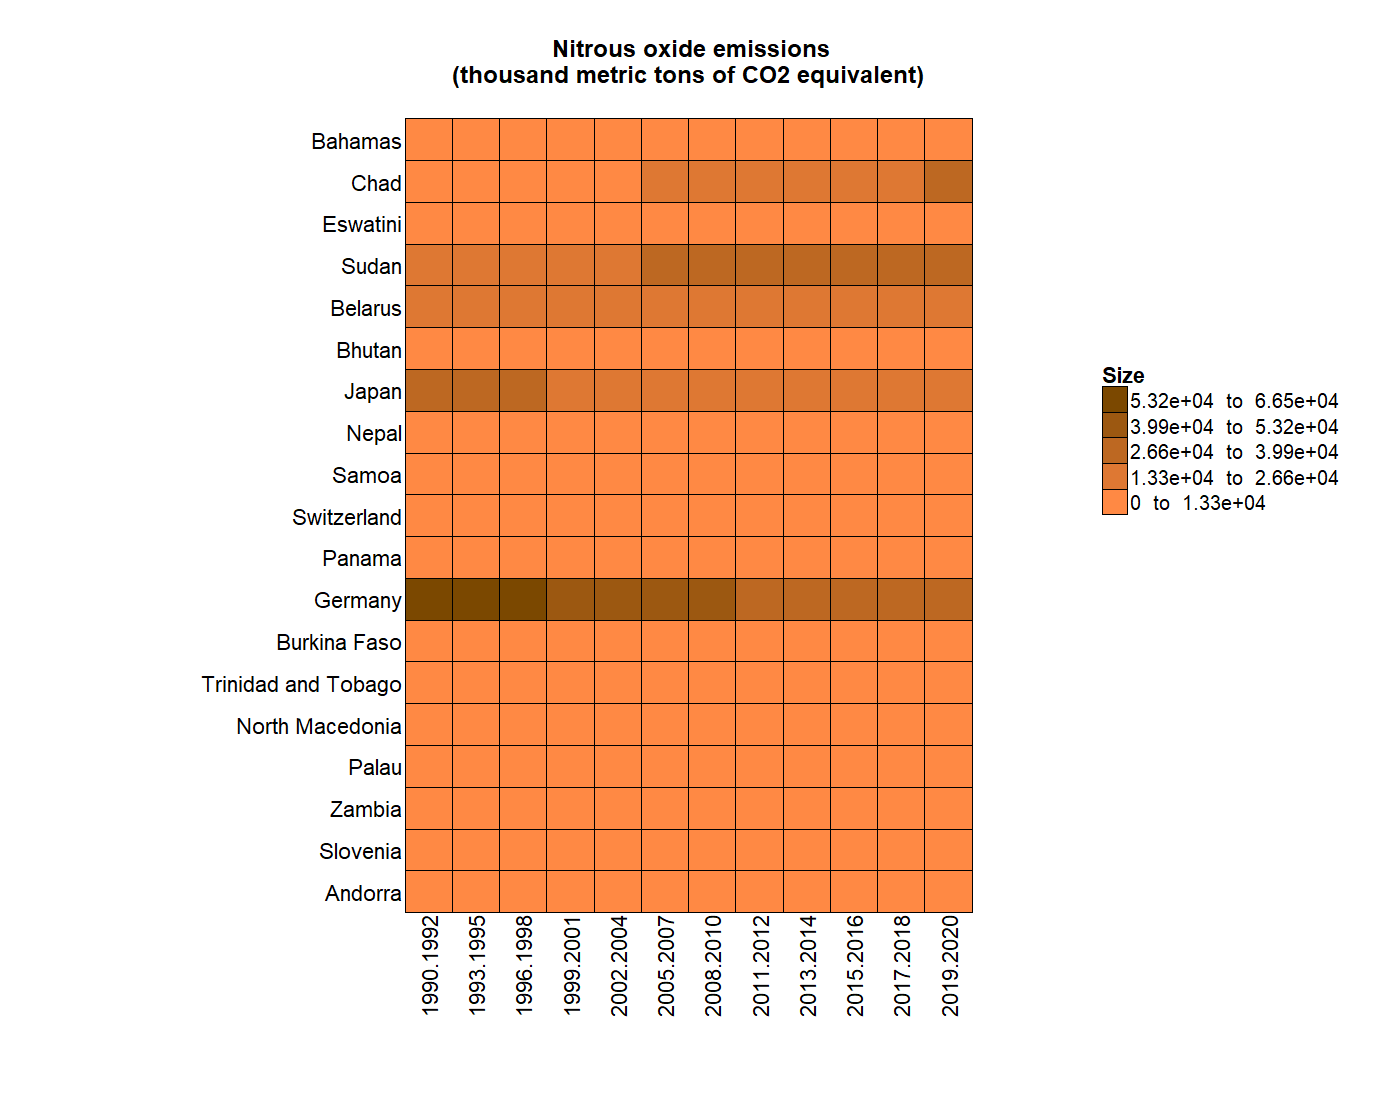 Nitrous oxide emissions
(thousand metric tons of CO2 equivalent)
Bahamas
Chad
Eswatini
Sudan
Belarus
Bhutan
Japan
Nepal
Samoa
Switzerland
Panama
Germany
Burkina Faso
Trinidad and Tobago
North Macedonia
Palau
Zambia
Slovenia
Andorra
1990.1992
1993.1995
1996.1998
1999.2001
2002.2004
2005.2007
2008.2010
2011.2012
2013.2014
2015.2016
2017.2018
2019.2020
Size
5.32e+04 to 6.65e+04
3.99e+04 to 5.32e+04
2.66e+04 to 3.99e+04
1.33e+04 to 2.66e+04
0 to 1.33e+04